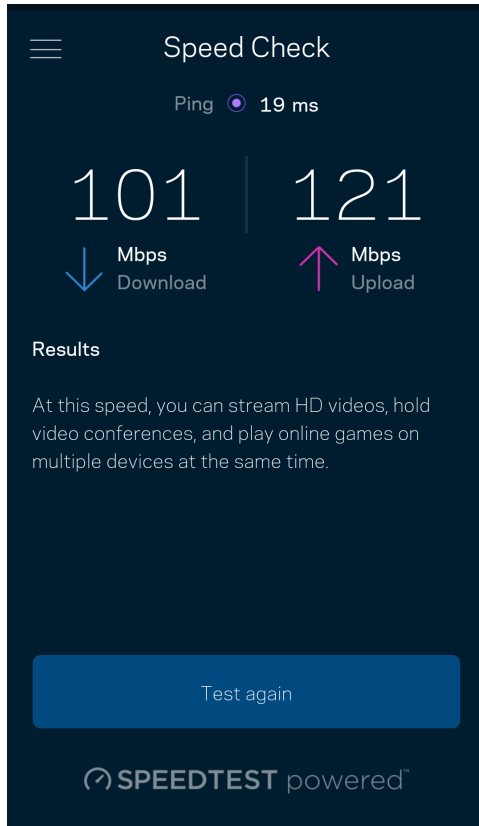 Speed Check
Ping 19 ms
101 121
Mbps Mbps
Download Upload
Results
At this speed, you can stream HD videos, hold
video conferences, and play online games on
multiple devices at the same time.
Test again
SPEEDTEST powered™